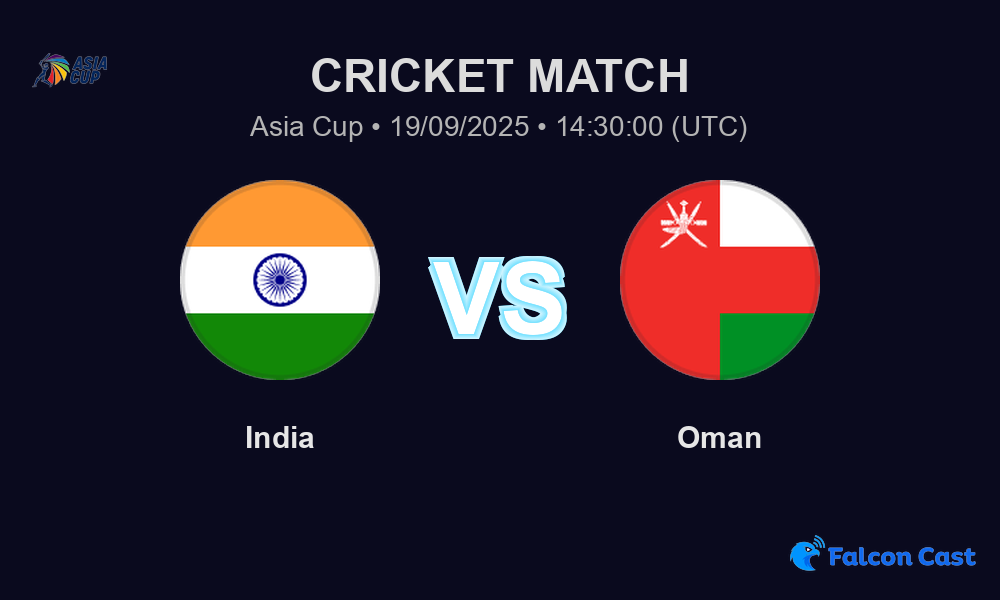 ASIA
CUP
CRICKET MATCH
Asia Cup • 19/09/2025 • 14:30:00 (UTC)
VS
India
Oman
Falcon Cast